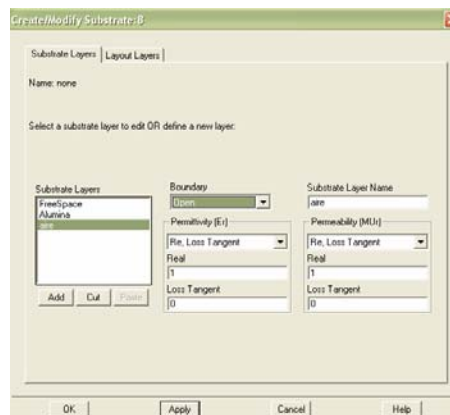 Create/Modify Substrate:8
Substrate Layers
Layout Layers
Name: none
Select a substrate layer to edit OR define a new layer:
Substrate Layers
FreeSpace
Alumina
aire
Add
Cut
Paste
Boundary
Open
Substrate Layer Name
aire
Permittivity (Er)
Re, Loss Tangent
Real
1
Loss Tangent
0
Permeability (MUr)
Re, Loss Tangent
Real
1
Loss Tangent
0
OK
Apply
Cancel
Help